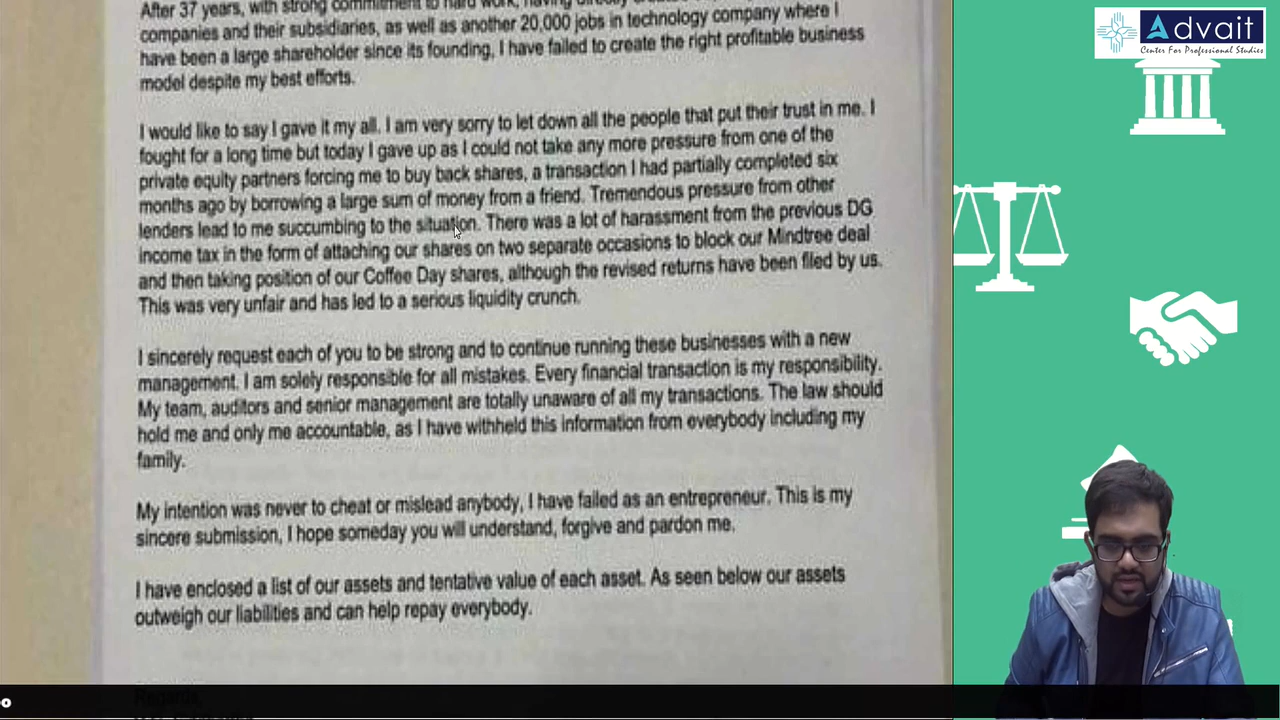 After 37 years, with strong commitment to hard work, having directly
companies and their subsidiaries, as well as another 20,000 jobs in technology company where I
have been a large shareholder since its founding, I have failed to create the right profitable business
model despite my best efforts.
I would like to say I gave it my all. I am very sorry to let down all the people that put their trust in me. I
fought for a long time but today I gave up as I could not take any more pressure from one of the
private equity partners forcing me to buy back shares, a transaction I had partially completed six
months ago by borrowing a large sum of money from a friend. Tremendous pressure from other
lenders lead to me succumbing to the situation. There was a lot of harassment from the previous DG
income tax in the form of attaching our shares on two separate occasions to block our Mindtree deal
and then taking position of our Coffee Day shares, although the revised returns have been filed by us.
This was very unfair and has led to a serious liquidity crunch.
I sincerely request each of you to be strong and to continue running these businesses with a new
management. I am solely responsible for all mistakes. Every financial transaction is my responsibility.
My team, auditors and senior management are totally unaware of all my transactions. The law should
hold me and only me accountable, as I have withheld this information from everybody including my
family.
My intention was never to cheat or mislead anybody, I have failed as an entrepreneur. This is my
sincere submission, I hope someday you will understand, forgive and pardon me.
I have enclosed a list of our assets and tentative value of each asset. As seen below our assets
outweigh our liabilities and can help repay everybody.
Regards,
Advait
Center For Professional Studies